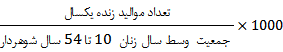 تعداد موالید زنده یکسال
×1000
جمعیت وسط سال زنان 10 تا 54 سال شوهردار